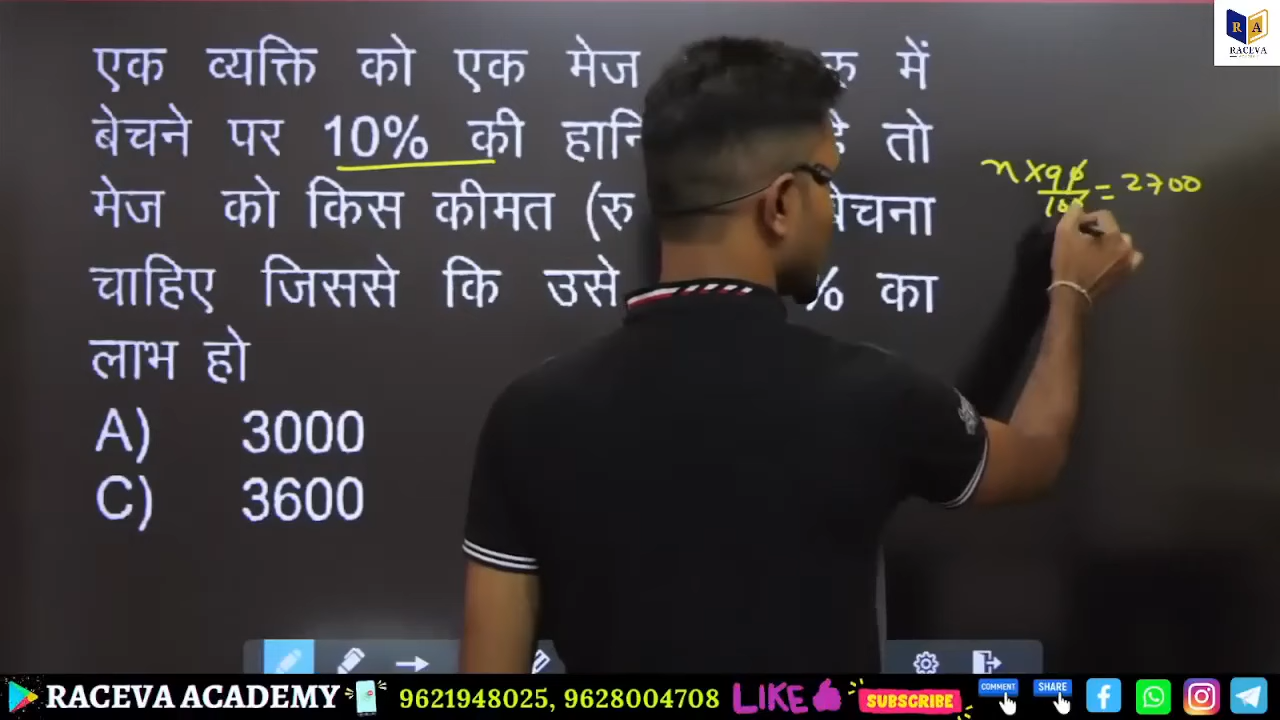 एक व्यक्ति को एक मेज में
बेचने पर 10% की तो
मेज को किस कीमत (रु
चाहिए जिससे कि उसे % का
लाभ हो
A) 3000
C) 3600
x × 90
100 = 2700
RA
RACEVA
RACEVA ACADEMY 9621948025, 9628004708 LIKE SUBSCRIBE COMMENT SHARE